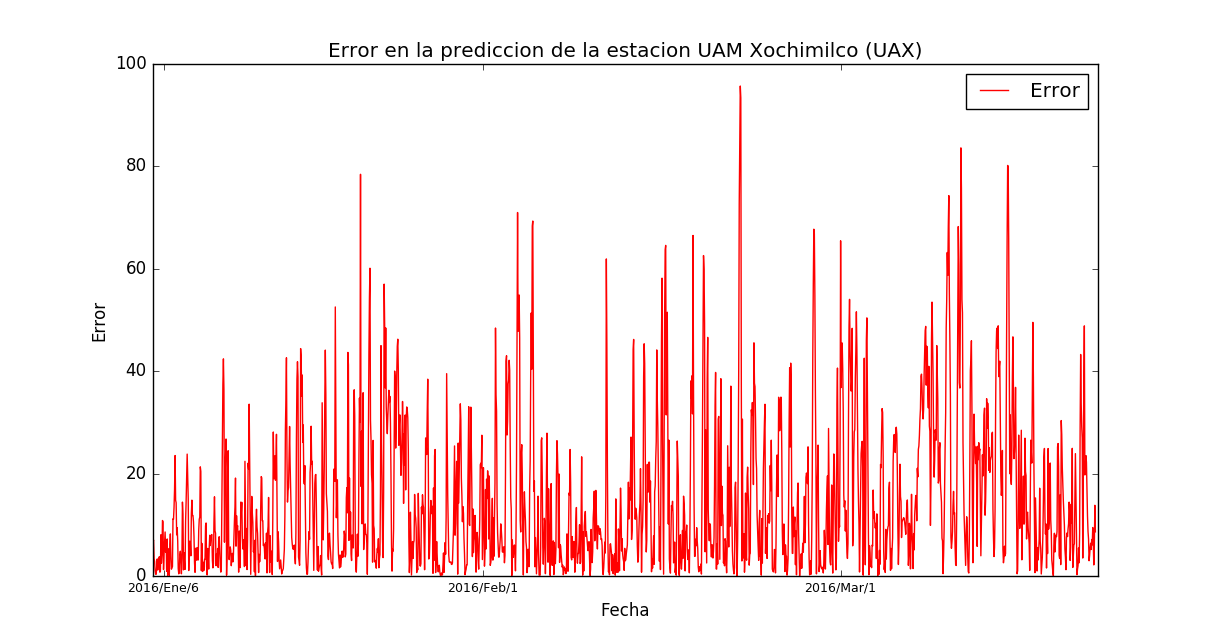 Error en la prediccion de la estacion UAM Xochimilco (UAX)
100
80
60
40
20
0
Error
Error
2016/Ene/6
2016/Feb/1
2016/Mar/1
Fecha